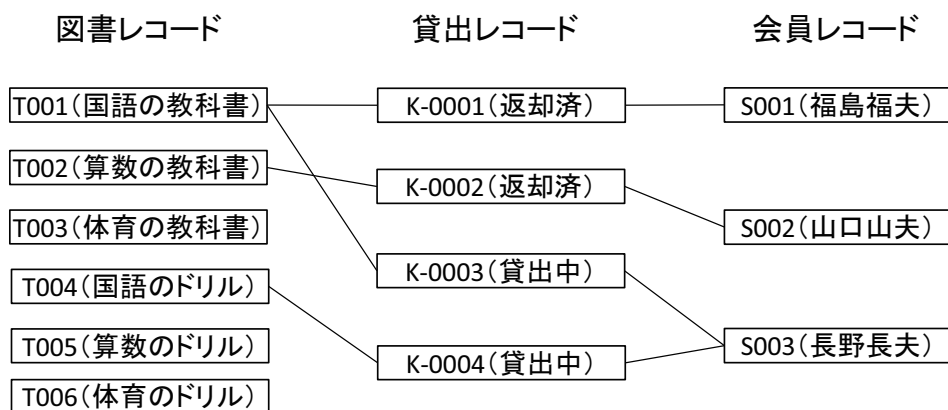 図書レコード
貸出レコード
会員レコード
T001（国語の教科書）
K-0001（返却済）
S001（福島福夫）
T002（算数の教科書）
K-0002（返却済）
T003（体育の教科書）
S002（山口山夫）
K-0003（貸出中）
T004（国語のドリル）
T005（算数のドリル）
K-0004（貸出中）
S003（長野長夫）
T006（体育のドリル）